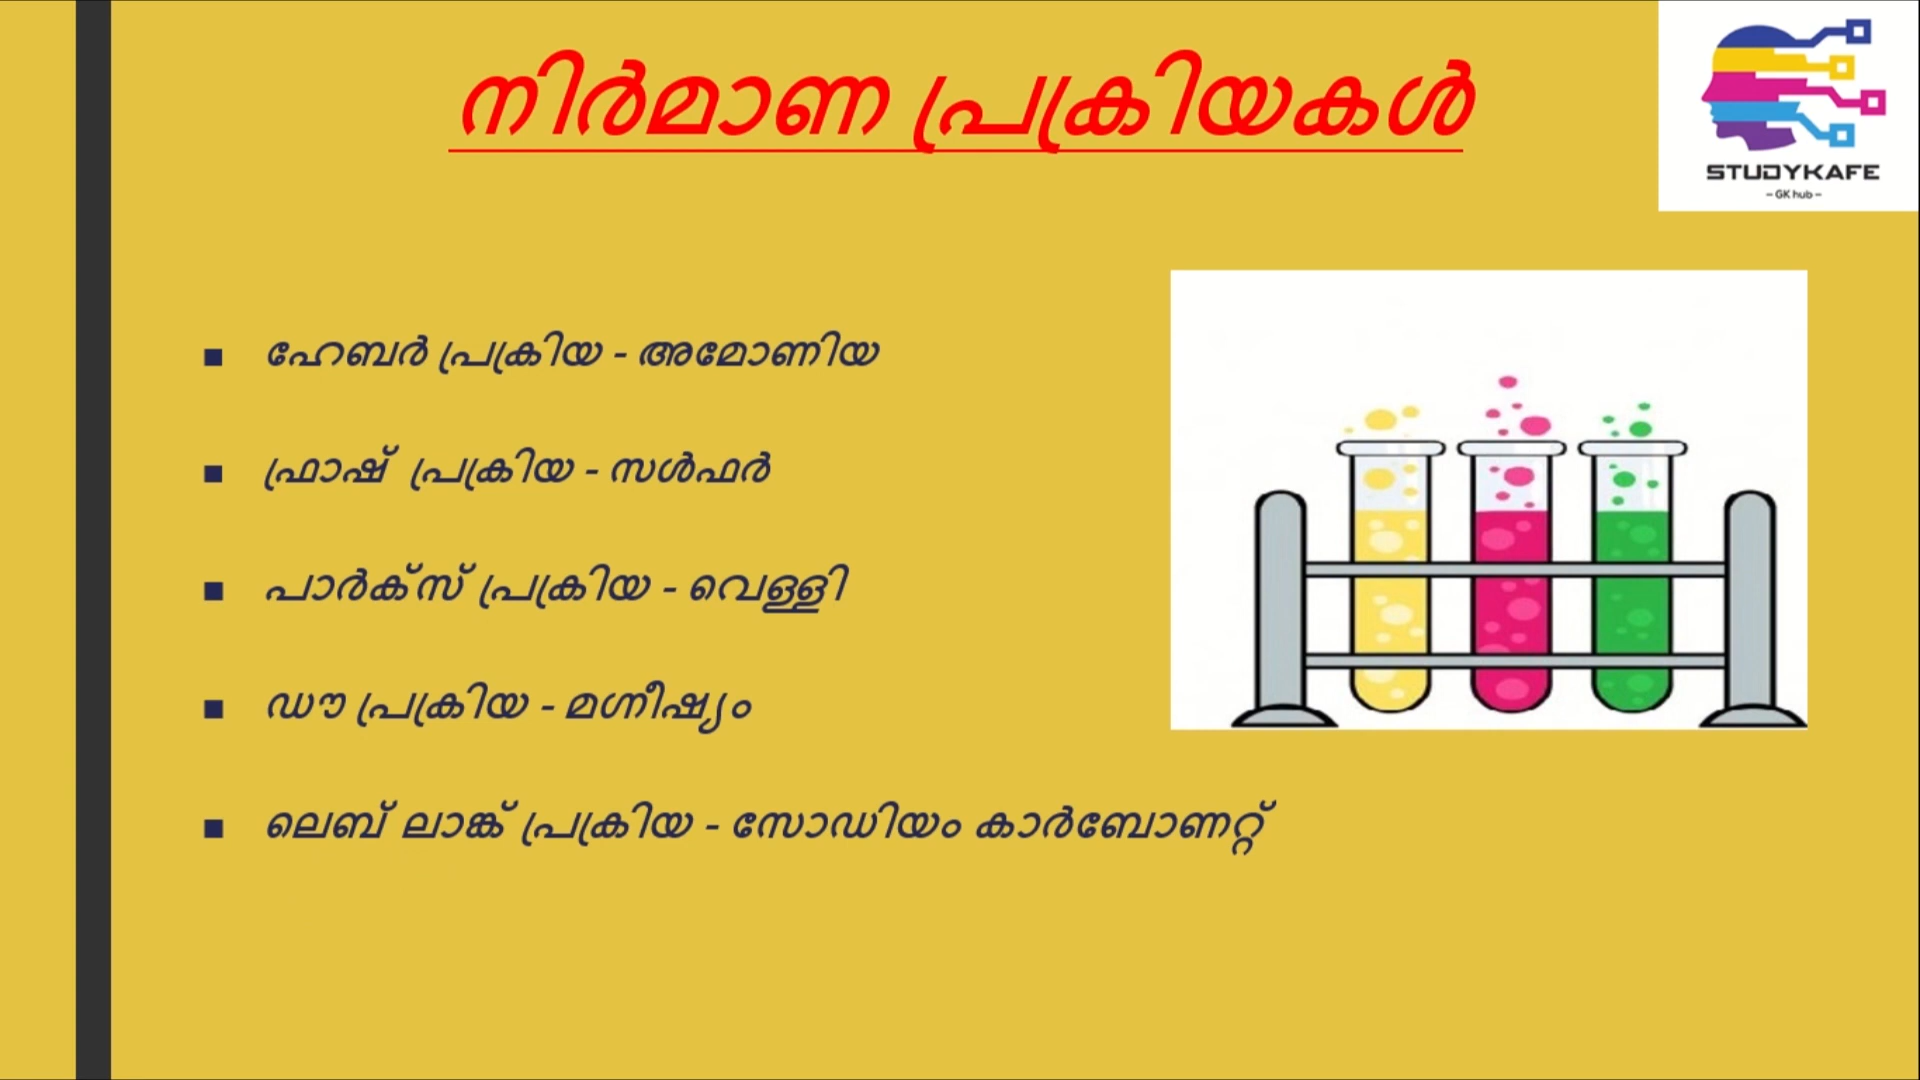 നിർമാണ പ്രക്രിയകൾ
STUDYKAFE
– GK hub –
■ ഹേബർ പ്രക്രിയ - അമോണിയ
■ ഫ്രാഷ് പ്രക്രിയ - സൾഫർ
■ പാർക്സ് പ്രക്രിയ - വെള്ളി
■ ഡൗ പ്രക്രിയ - മഗ്നീഷ്യം
■ ലെബ് ലാങ്ക് പ്രക്രിയ - സോഡിയം കാർബോണറ്റ്